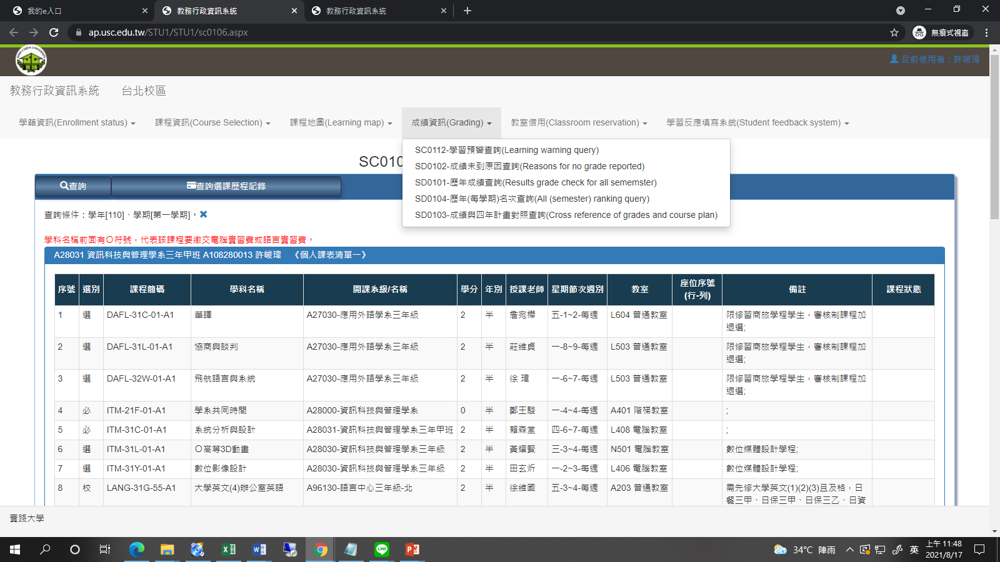 我的e入口
教務行政資訊系統
教務行政資訊系統
ap.usc.edu.tw/STU1/STU1/sc0106.aspx
無痕式視窗
目前使用者：許峻瑋
教務行政資訊系統 台北校區
學籍資訊(Enrollment status) 課程資訊(Course Selection) 課程地圖(Learning map) 成績資訊(Grading) 教室借用(Classroom reservation) 學習反應填寫系統(Student feedback system)
SC0112-學習預警查詢(Learning warning query)
SD0102-成績未到原因查詢(Reasons for no grade reported)
SD0101-歷年成績查詢(Results grade check for all sememster)
SD0104-歷年(每學期)名次查詢(All (semester) ranking query)
SD0103-成績與四年計畫對照查詢(Cross reference of grades and course plan)
SC010
查詢 查詢選課歷程記錄
查詢條件：學年[110]、學期[第一學期]。
學科名稱前面有○符號，代表該課程要繳交電腦實習費或語言實習費。
A28031 資訊科技與管理學系三年甲班 A108280013 許峻瑋 《個人課表清單一》
序號 選別 課程簡碼 學科名稱 開課系級/名稱 學分 年別 授課老師 星期節次週別 教室 座位序號(行-列) 備註 課程狀態
1 選 DAFL-31C-01-A1 筆譯 A27030-應用外語學系三年級 2 半 詹宛樺 五-1~2-每週 L604 普通教室 限修習商旅學程學生，審核制課程加
退選;
2 選 DAFL-31L-01-A1 協商與談判 A27030-應用外語學系三年級 2 半 莊維貞 一-8~9-每週 L503 普通教室 限修習商旅學程學生，審核制課程加
退選;
3 選 DAFL-32W-01-A1 飛航語言與系統 A27030-應用外語學系三年級 2 半 徐 瑋 一-6~7-每週 L503 普通教室 限修習商旅學程學生，審核制課程加
退選;
4 必 ITM-21F-01-A1 學系共同時間 A28000-資訊科技與管理學系 0 半 鄭王駿 一-4~4-每週 A401 階梯教室 ;
5 必 ITM-31C-01-A1 系統分析與設計 A28031-資訊科技與管理學系三年甲班 2 半 賴森堂 四-6~7-每週 L408 電腦教室 ;
6 選 ITM-31L-01-A1 ○高等3D動畫 A28030-資訊科技與管理學系三年級 2 半 黃耀賢 三-3~4-每週 N501 電腦教室 數位媒體設計學程;
7 選 ITM-31Y-01-A1 數位影像設計 A28030-資訊科技與管理學系三年級 2 半 田玄炘 一-2~3-每週 L406 電腦教室 數位媒體設計學程;
8 校 LANG-31G-55-A1 大學英文(4)辦公室英語 A96130-語言中心三年級-北 2 半 徐維國 五-3~4-每週 A203 普通教室 需先修大學英文(1)(2)(3)且及格，日
餐三甲、日保三甲、日保三乙、日資
實踐大學
34°C 陣雨
英
上午 11:48
2021/8/17